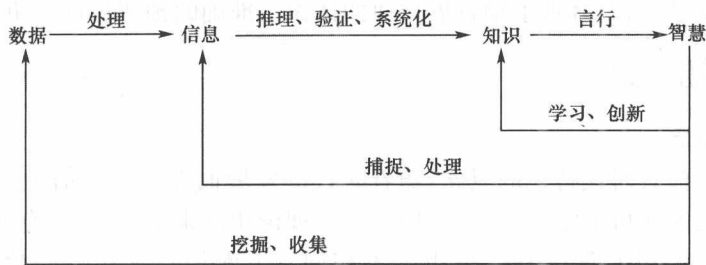 数据 处理 信息 推理、验证、系统化 知识 言行 智慧
学习、创新
捕捉、处理
挖掘、收集